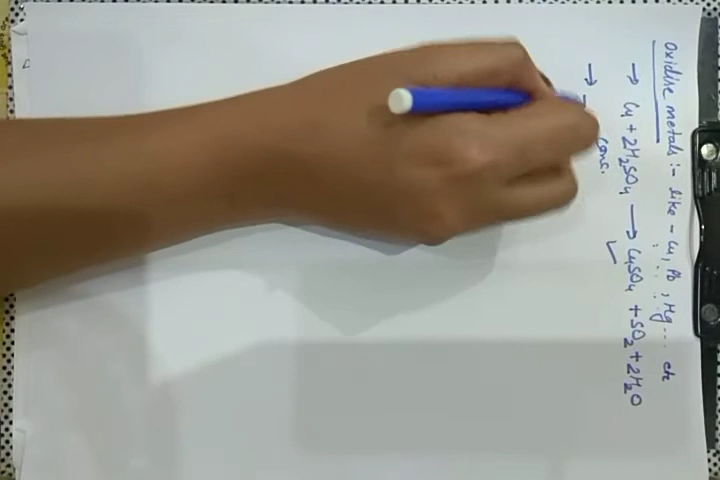 Oxidise metals :- like - Cu, Pb, Hg... etc
→ Cu + 2H₂SO₄ → CuSO₄ + SO₂ + 2H₂O
conc.
→